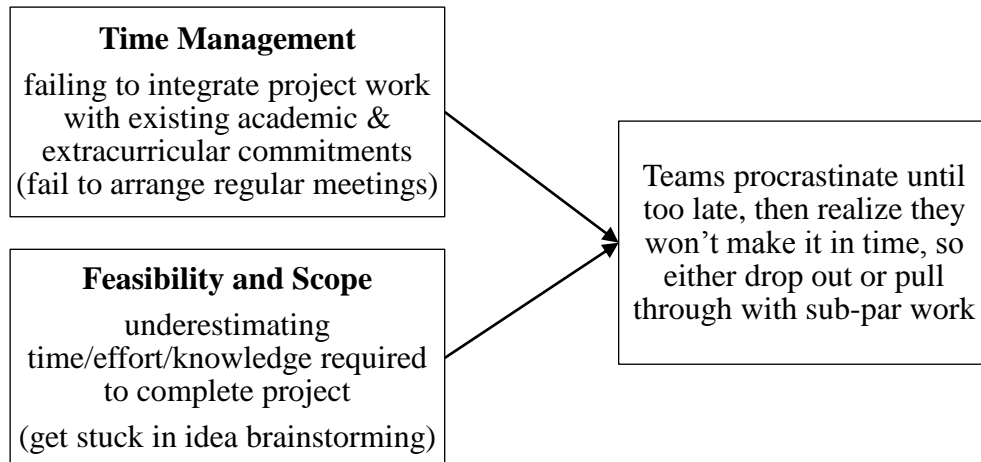 Time Management
failing to integrate project work
with existing academic &
extracurricular commitments
(fail to arrange regular meetings)
Feasibility and Scope
underestimating
time/effort/knowledge required
to complete project
(get stuck in idea brainstorming)
Teams procrastinate until
too late, then realize they
won’t make it in time, so
either drop out or pull
through with sub-par work